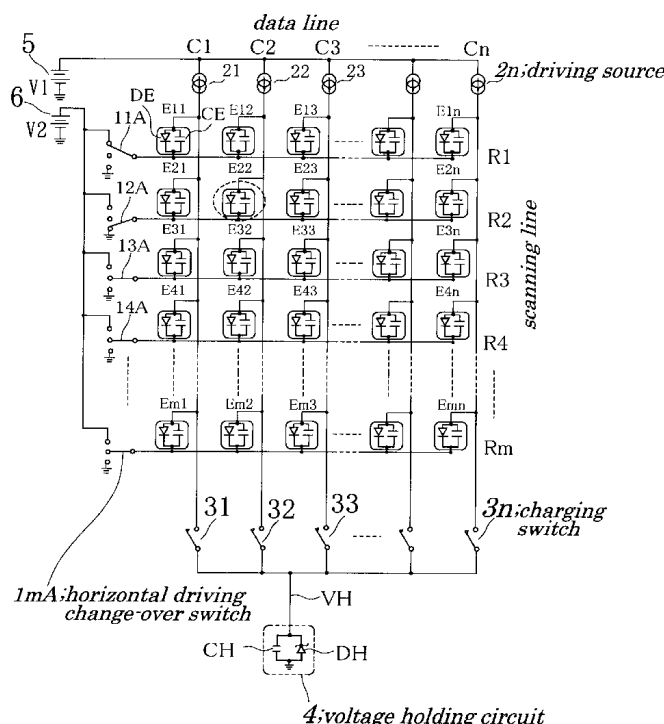 data line
C1 C2 C3 Cn
5
V1
21 22 23 2n;driving source
6
V2
DE E11 CE E12 E13 E1n
11A
R1
E21 E22 E23 E2n
12A
R2
E31 E32 E33 E3n
13A
R3
E41 E42 E43 E4n
14A
R4
scanning line
Em1 Em2 Em3 Emn
Rm
31 32 33 3n;charging
switch
1mA;horizontal driving
change-over switch
VH
CH DH
4;voltage holding circuit